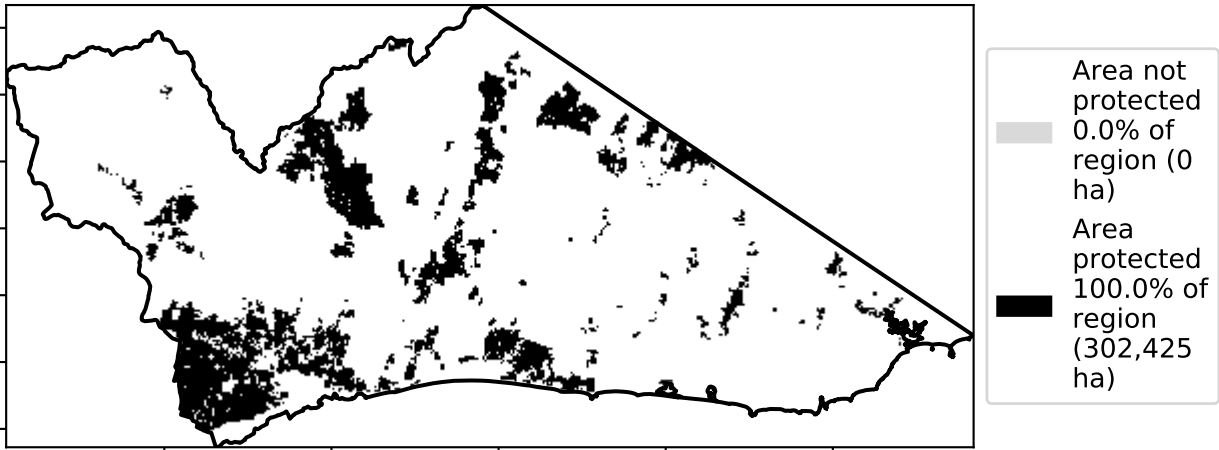 Area not
protected
0.0% of
region (0
ha)
Area
protected
100.0% of
region
(302,425
ha)